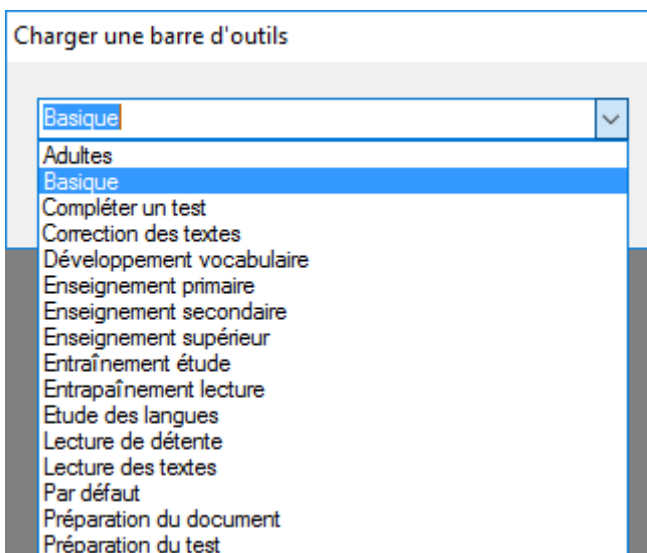 Charger une barre d'outils
Basique
Adultes
Basique
Compléter un test
Correction des textes
Développement vocabulaire
Enseignement primaire
Enseignement secondaire
Enseignement supérieur
Entraînement étude
Entrapaînement lecture
Etude des langues
Lecture de détente
Lecture des textes
Par défaut
Préparation du document
Préparation du test